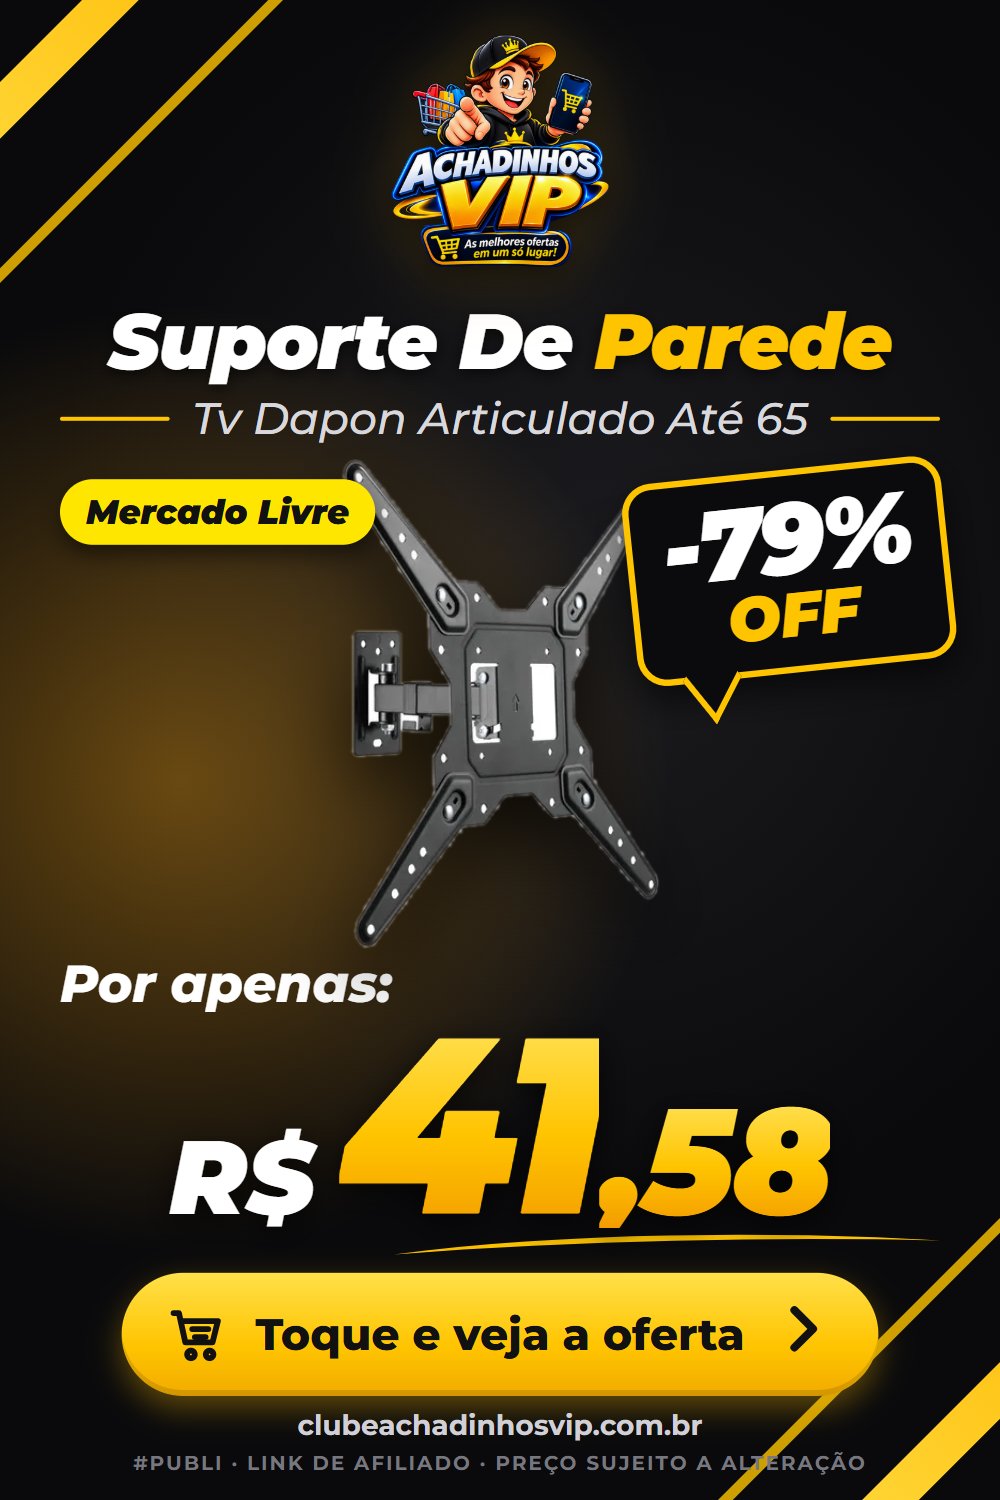 ACHADINHOS
VIP
As melhores ofertas
em um só lugar!
Suporte De Parede
Tv Dapon Articulado Até 65
Mercado Livre
-79%
OFF
Por apenas:
R$ 41,58
Toque e veja a oferta
clubeachadinhosvip.com.br
#PUBLI · LINK DE AFILIADO · PREÇO SUJEITO A ALTERAÇÃO